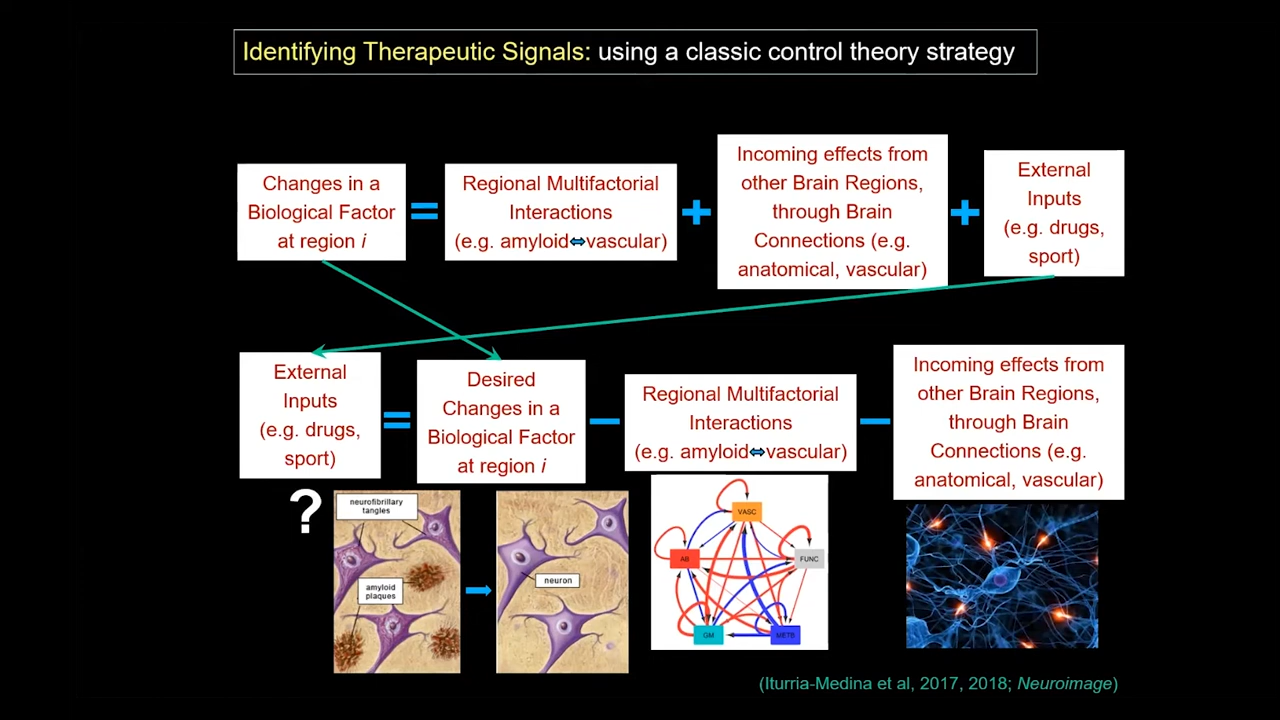 Identifying Therapeutic Signals: using a classic control theory strategy
Changes in a
Biological Factor
at region i
=
Regional Multifactorial
Interactions
(e.g. amyloid⇔vascular)
+
Incoming effects from
other Brain Regions,
through Brain
Connections (e.g.
anatomical, vascular)
+
External
Inputs
(e.g. drugs,
sport)
External
Inputs
(e.g. drugs,
sport)
=
Desired
Changes in a
Biological Factor
at region i
−
Regional Multifactorial
Interactions
(e.g. amyloid⇔vascular)
−
Incoming effects from
other Brain Regions,
through Brain
Connections (e.g.
anatomical, vascular)
?
neurofibrillary
tangles
amyloid
plaques
neuron
VASC
AB
FUNC
GM
METB
(Iturria-Medina et al, 2017, 2018; Neuroimage)